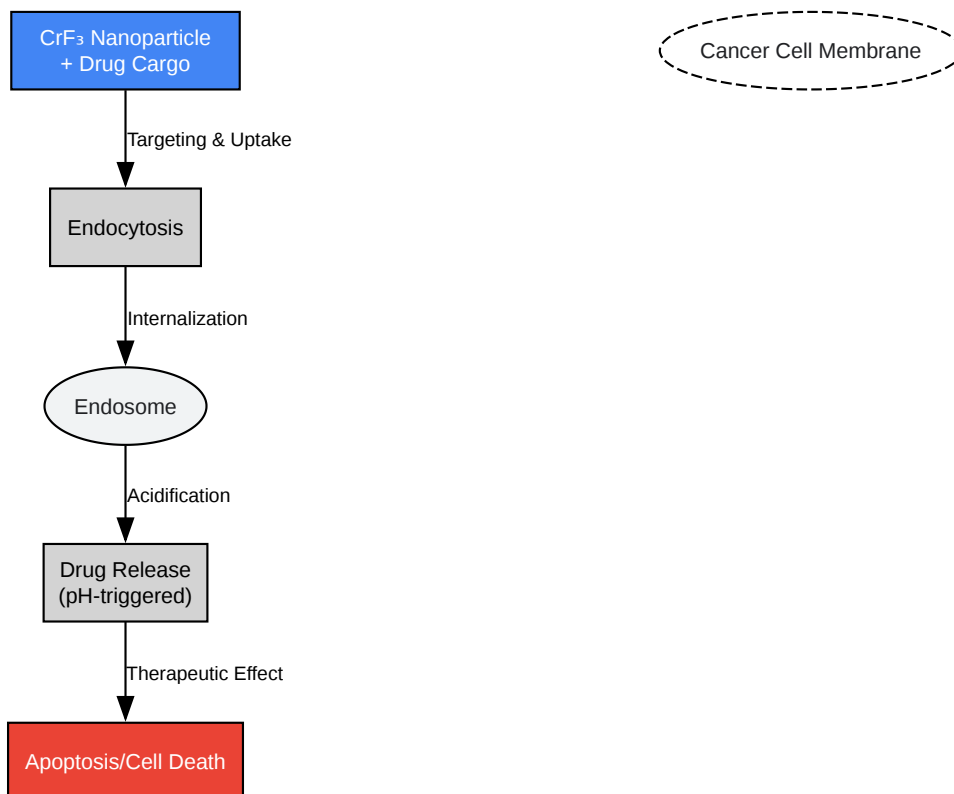 CrF₃ Nanoparticle
+ Drug Cargo
Cancer Cell Membrane
Targeting & Uptake
Endocytosis
Internalization
Endosome
Acidification
Drug Release
(pH-triggered)
Therapeutic Effect
Apoptosis/Cell Death